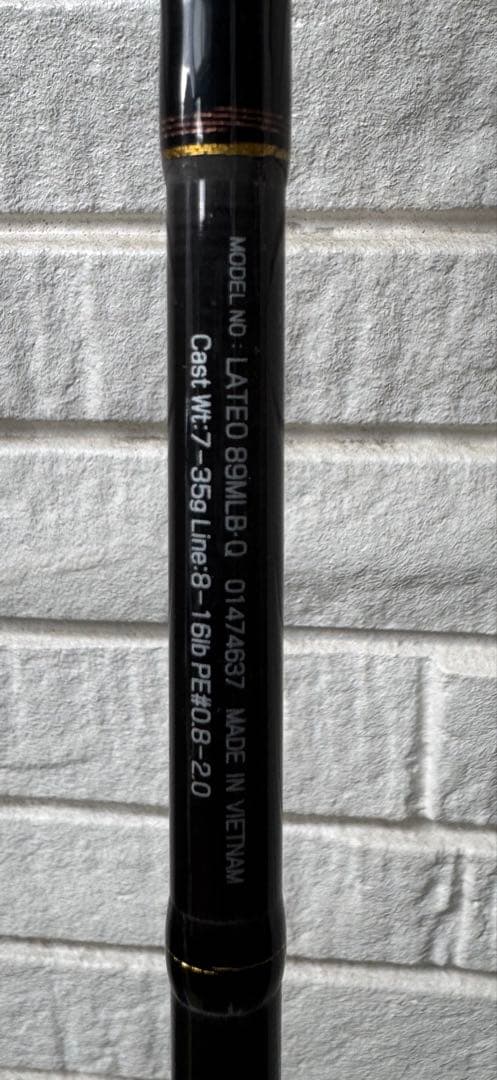 MODEL NO : LATEO 89MLB·Q 01474637 MADE IN VIETNAM
Cast Wt.:7-35g Line:8-16lb PE#0.8-2.0